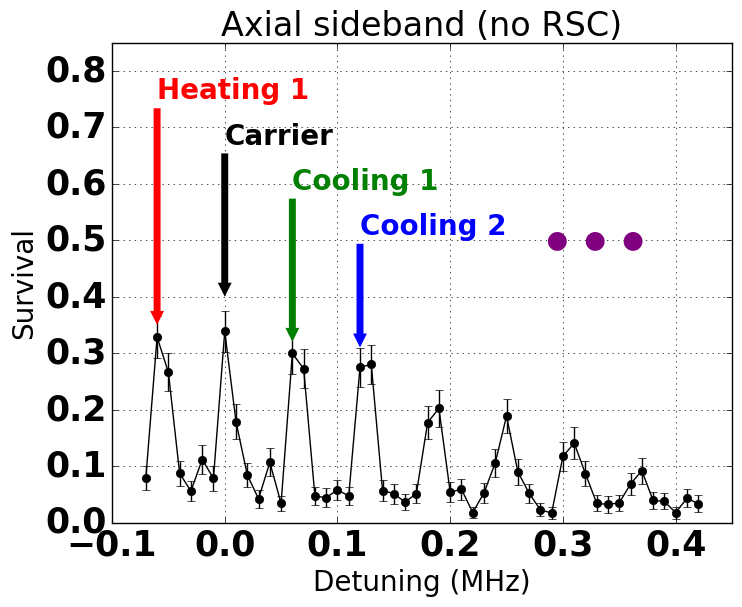 Axial sideband (no RSC)
0.8
Heating 1
0.7
Carrier
0.6
Cooling 1
0.5
Cooling 2
0.4
0.3
0.2
0.1
0.0
Survival
−0.1 0.0 0.1 0.2 0.3 0.4
Detuning (MHz)